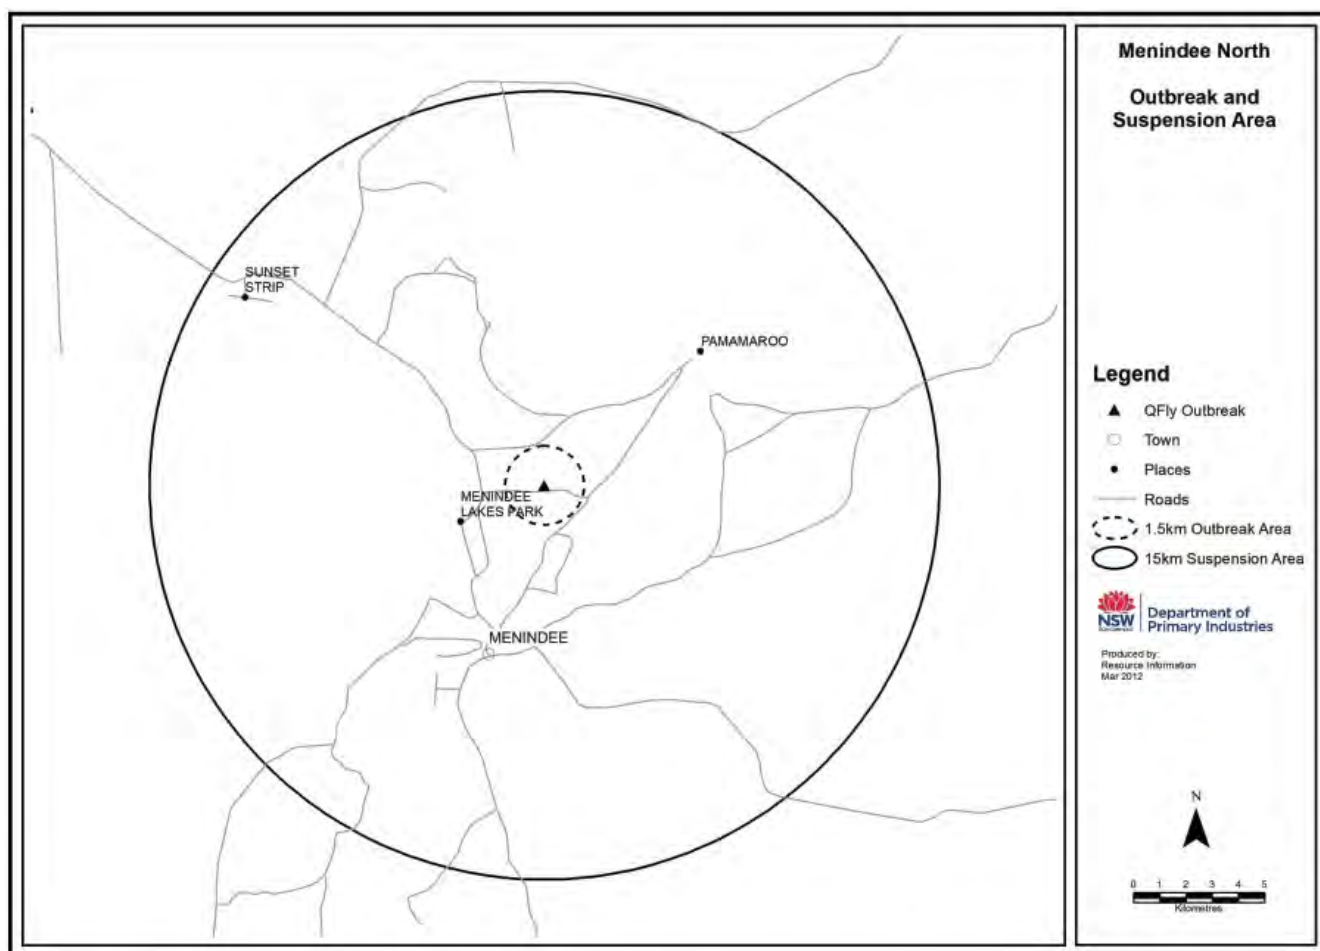 Menindee North
Outbreak and
Suspension Area
SUNSET
STRIP
PAMAMAROO
MENINDEE
LAKES PARK
MENINDEE
Legend
QFly Outbreak
Town
Places
Roads
1.5km Outbreak Area
15km Suspension Area
NSW
Department of
Primary Industries
Produced by:
Resource Information
Mar 2012
N
0 1 2 3 4 5
Kilometres